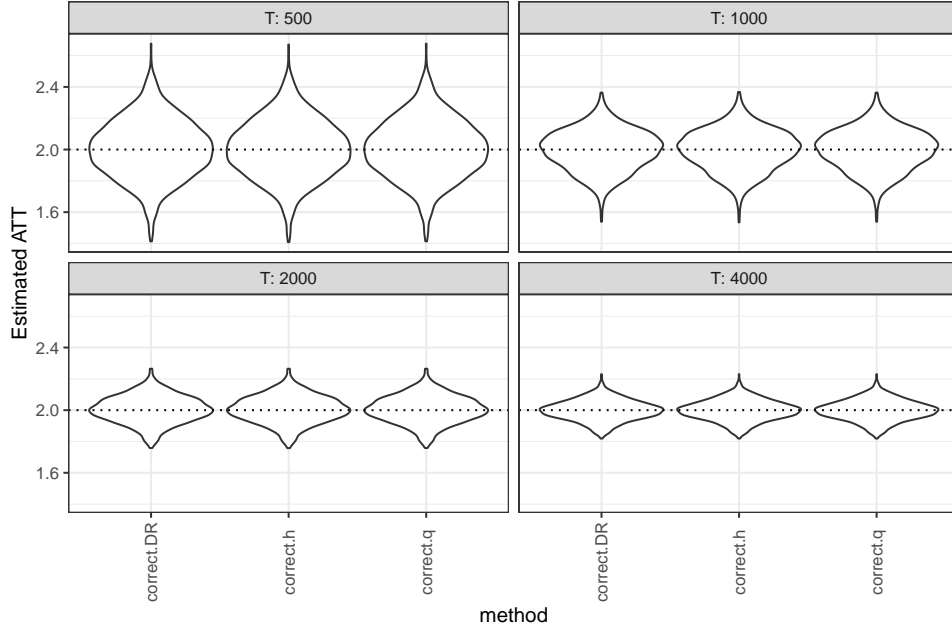 T: 500
T: 1000
2.4
2.0
1.6
T: 2000
T: 4000
2.4
2.0
1.6
Estimated ATT
correct.DR
correct.h
correct.q
correct.DR
correct.h
correct.q
method